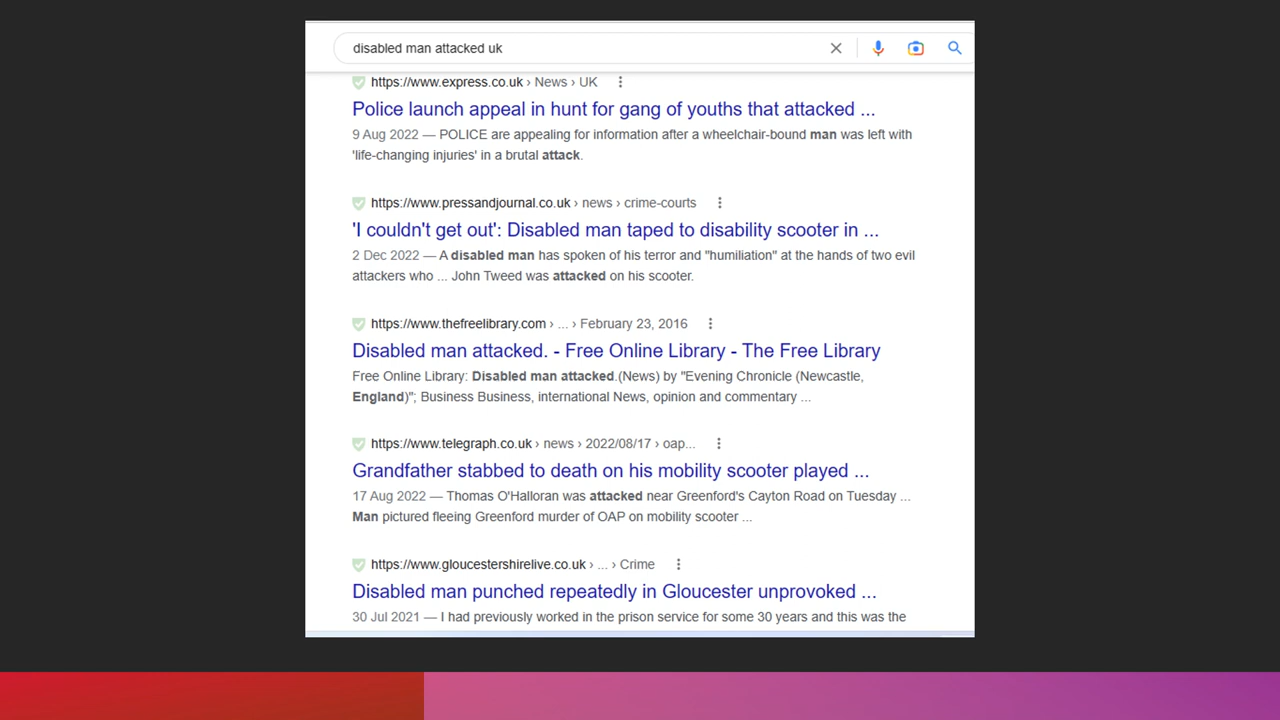 disabled man attacked uk
https://www.express.co.uk › News › UK
Police launch appeal in hunt for gang of youths that attacked ...
9 Aug 2022 — POLICE are appealing for information after a wheelchair-bound man was left with
'life-changing injuries' in a brutal attack.
https://www.pressandjournal.co.uk › news › crime-courts
'I couldn't get out': Disabled man taped to disability scooter in ...
2 Dec 2022 — A disabled man has spoken of his terror and "humiliation" at the hands of two evil
attackers who ... John Tweed was attacked on his scooter.
https://www.thefreelibrary.com › ... › February 23, 2016
Disabled man attacked. - Free Online Library - The Free Library
Free Online Library: Disabled man attacked.(News) by "Evening Chronicle (Newcastle,
England)"; Business Business, international News, opinion and commentary ...
https://www.telegraph.co.uk › news › 2022/08/17 › oap...
Grandfather stabbed to death on his mobility scooter played ...
17 Aug 2022 — Thomas O'Halloran was attacked near Greenford's Cayton Road on Tuesday ...
Man pictured fleeing Greenford murder of OAP on mobility scooter ...
https://www.gloucestershirelive.co.uk › ... › Crime
Disabled man punched repeatedly in Gloucester unprovoked ...
30 Jul 2021 — I had previously worked in the prison service for some 30 years and this was the